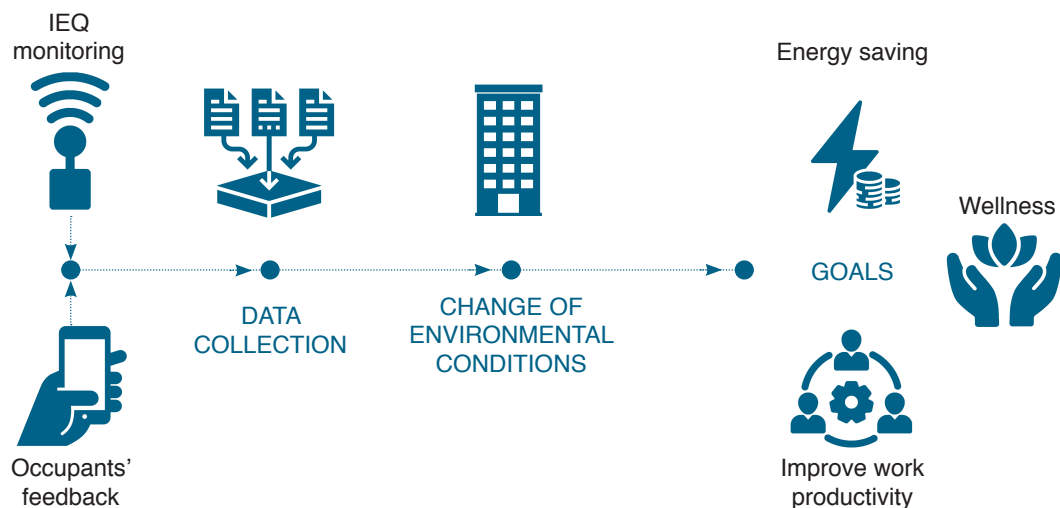 IEQ
monitoring
Energy saving
Wellness
GOALS
DATA
COLLECTION
CHANGE OF
ENVIRONMENTAL
CONDITIONS
Occupants’
feedback
Improve work
productivity